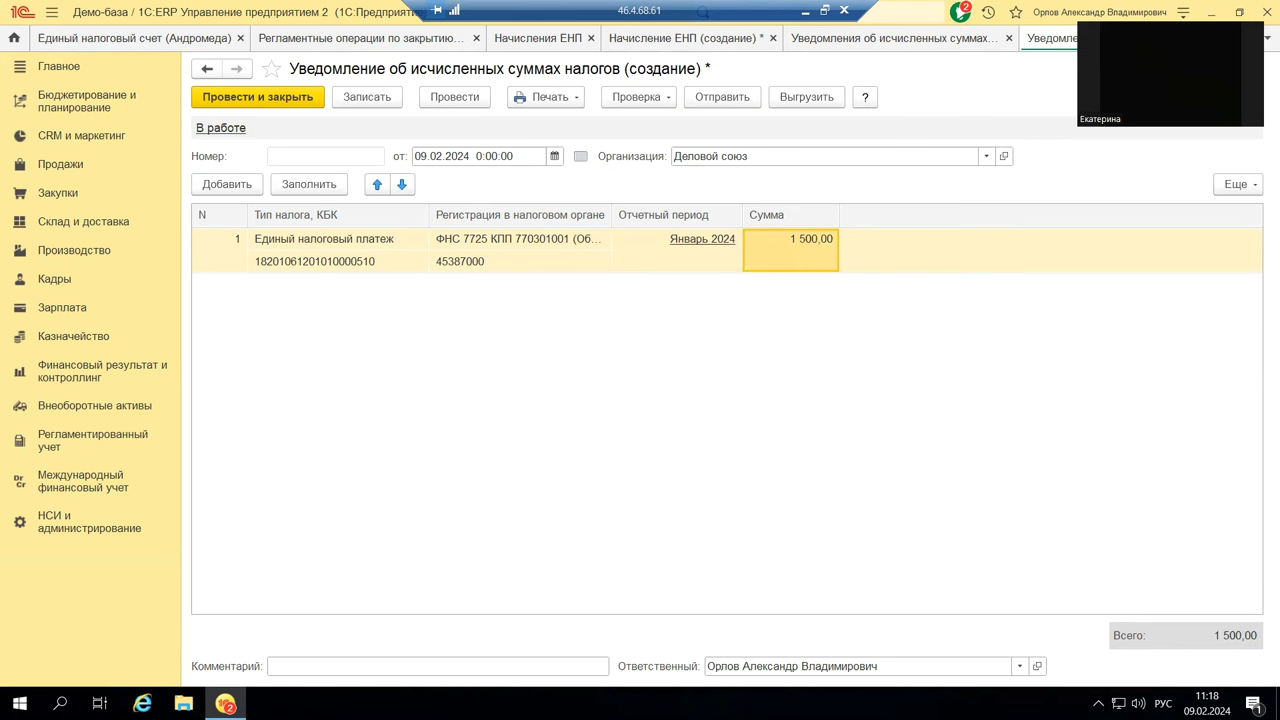 Демо-база / 1С:ERP Управление предприятием 2 (1С:Предприятие
46.4.68.61
2
Орлов Александр Владимирович
Единый налоговый счет (Андромеда)
Регламентные операции по закрытию...
Начисления ЕНП
Начисление ЕНП (создание) *
Уведомления об исчисленных суммах...
Главное
Бюджетирование и
планирование
CRM и маркетинг
Продажи
Закупки
Склад и доставка
Производство
Кадры
Зарплата
Казначейство
Финансовый результат и
контроллинг
Внеоборотные активы
Регламентированный
учет
Dr
Cr
Международный
финансовый учет
НСИ и
администрирование
Уведомление об исчисленных суммах налогов (создание) *
Екатерина
Провести и закрыть
Записать
Провести
Печать
Проверка
Отправить
Выгрузить
?
В работе
Номер:
от: 09.02.2024 0:00:00
Организация: Деловой союз
Добавить
Заполнить
Еще
N
Тип налога, КБК
Регистрация в налоговом органе
Отчетный период
Сумма
1
Единый налоговый платеж
ФНС 7725 КПП 770301001 (Об...
Январь 2024
1 500,00
18201061201010000510
45387000
Всего: 1 500,00
Комментарий:
Ответственный: Орлов Александр Владимирович
2
РУС
11:18
09.02.2024
1